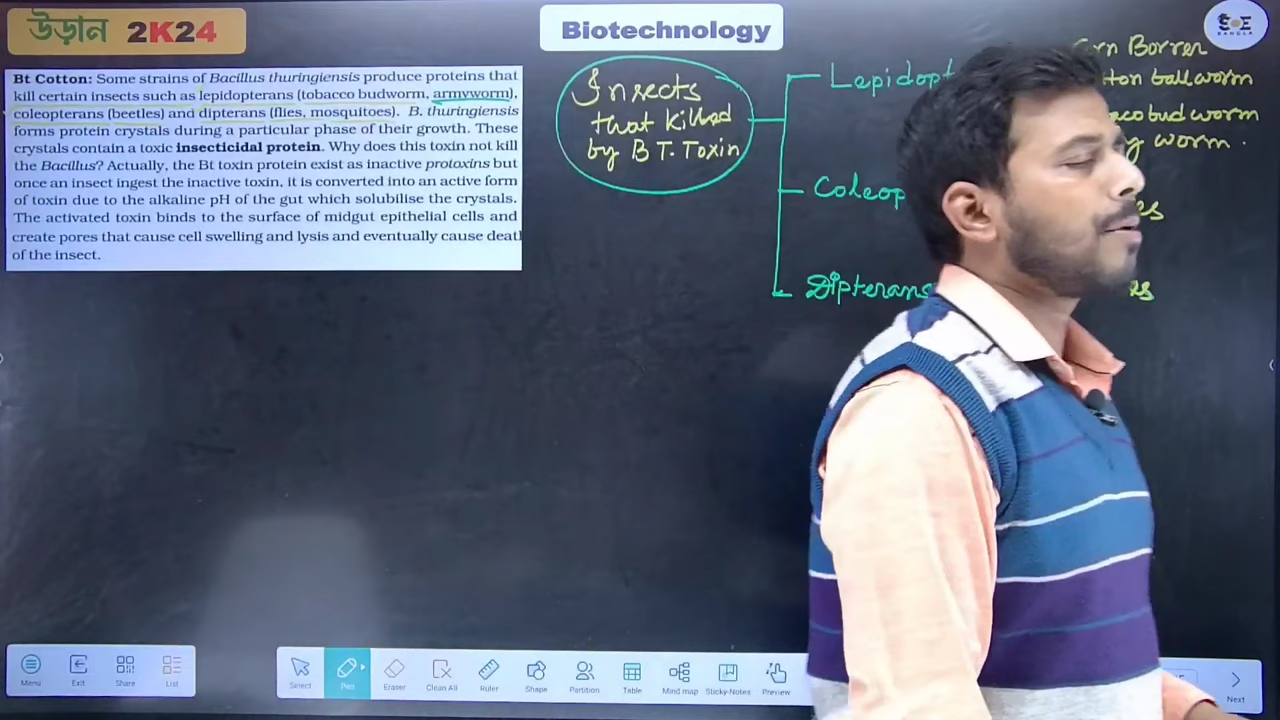 উড়ান 2K24
Biotechnology
BANGLA
Bt Cotton: Some strains of Bacillus thuringiensis produce proteins that
kill certain insects such as lepidopterans (tobacco budworm, armyworm),
coleopterans (beetles) and dipterans (flies, mosquitoes). B. thuringiensis
forms protein crystals during a particular phase of their growth. These
crystals contain a toxic insecticidal protein. Why does this toxin not kill
the Bacillus? Actually, the Bt toxin protein exist as inactive protoxins but
once an insect ingest the inactive toxin, it is converted into an active form
of toxin due to the alkaline pH of the gut which solubilise the crystals.
The activated toxin binds to the surface of midgut epithelial cells and
create pores that cause cell swelling and lysis and eventually cause deat
of the insect.
Insects
that killed
by BT. Toxin
Lepidopt
Borrer
ballworm
bud worm
worm.
Coleop
Dipterans
Menu
Exit
Share
List
Select
Pen
Eraser
Clean All
Ruler
Shape
Partition
Table
Mind map
Sticky-Notes
Preview
Next